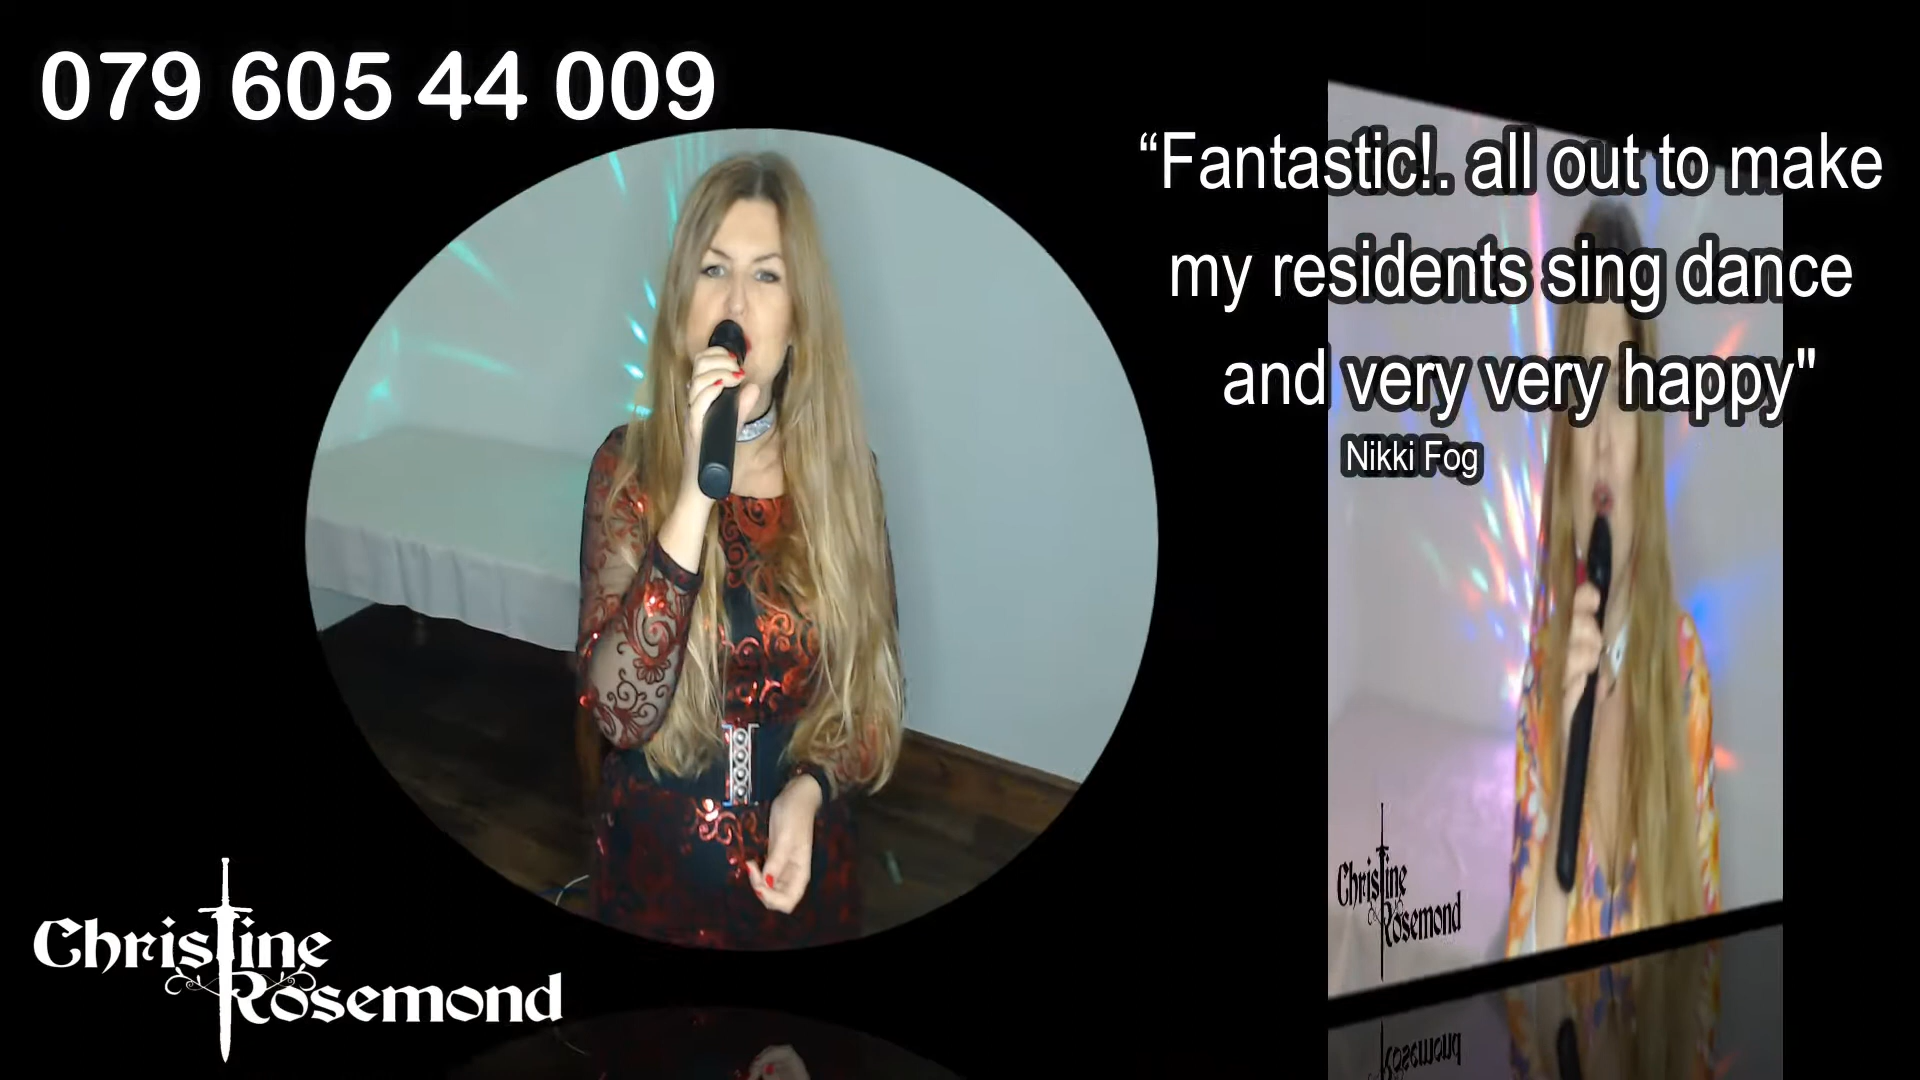 079 605 44 009
“Fantastic!. all out to make
my residents sing dance
and very very happy"
Nikki Fog
Christine
Rosemond
Christine
Rosemond